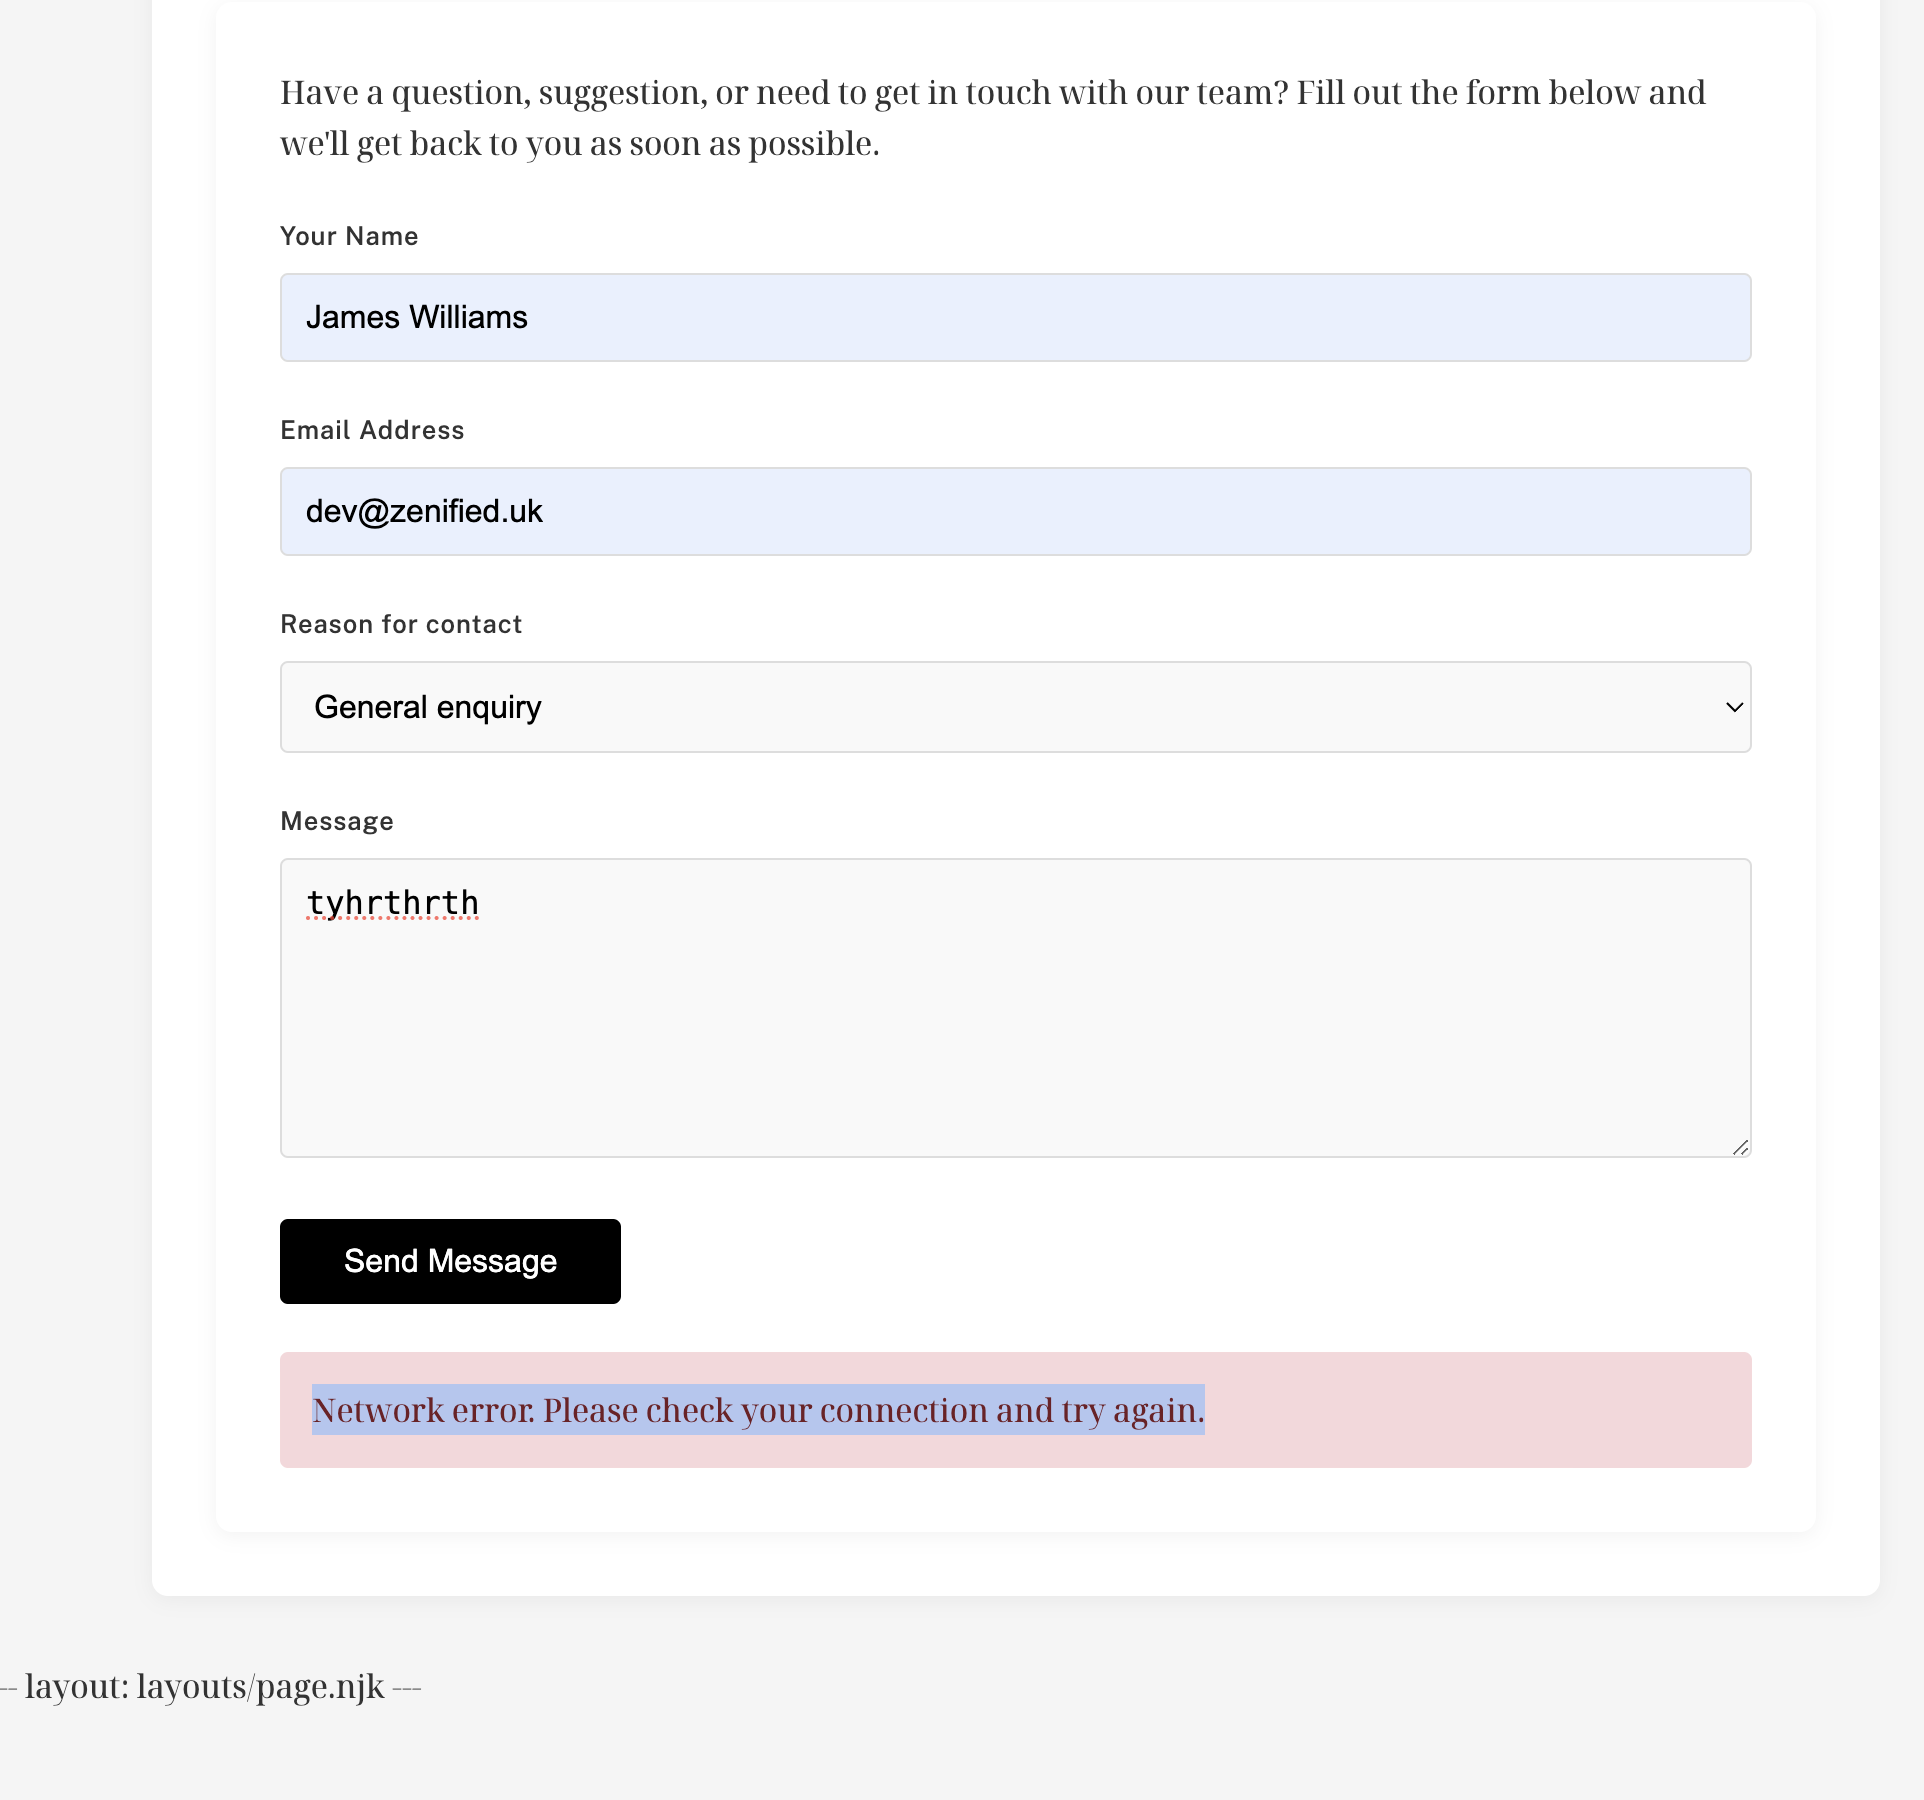 Have a question, suggestion, or need to get in touch with our team? Fill out the form below and
we'll get back to you as soon as possible.
Your Name
James Williams
Email Address
dev@zenified.uk
Reason for contact
General enquiry
Message
tyhrthrth
Send Message
Network error. Please check your connection and try again.
-- layout: layouts/page.njk ---